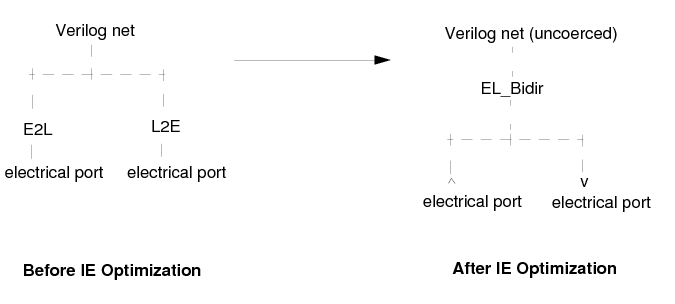 Verilog net
E2L
L2E
electrical port
electrical port
Before IE Optimization
Verilog net (uncoerced)
EL_Bidir
^
v
electrical port
electrical port
After IE Optimization